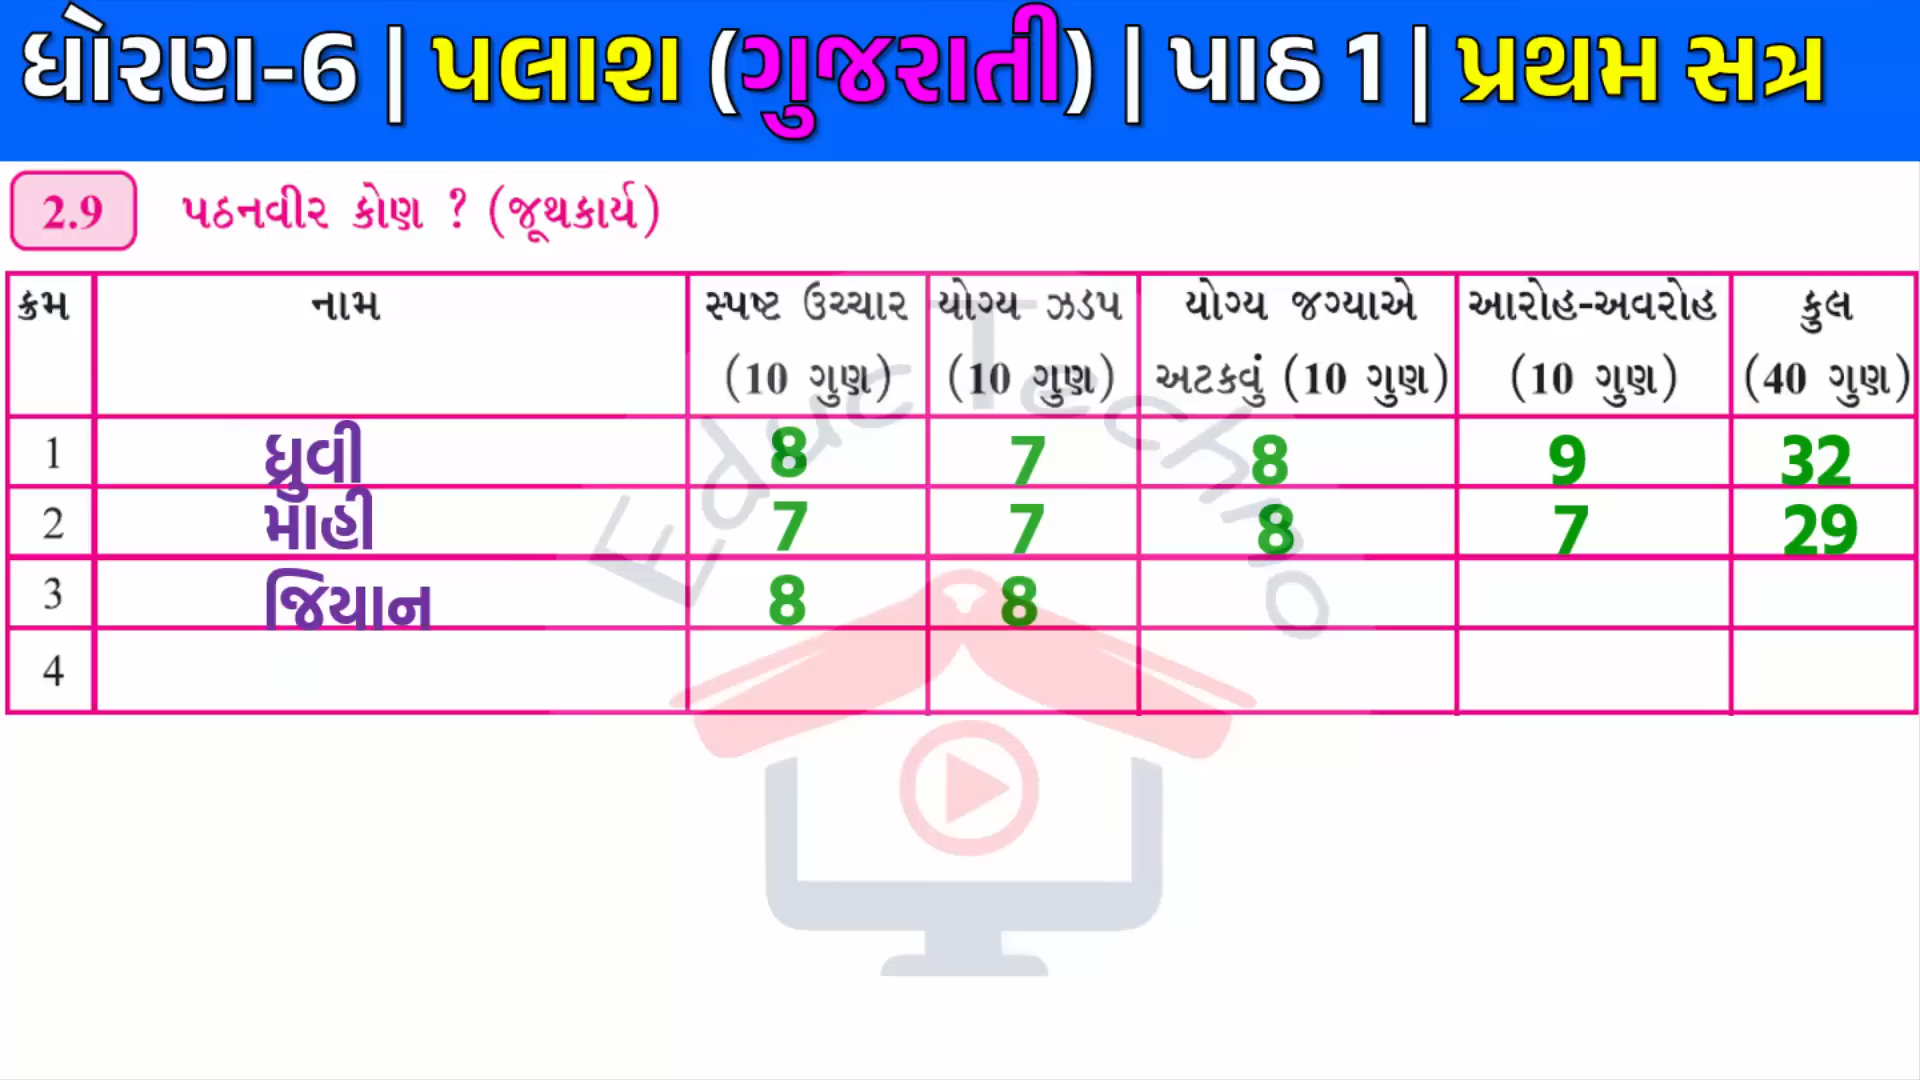 ધોરણ-6 | પલાશ (ગુજરાતી) | પાઠ 1 | પ્રથમ સત્ર
2.9 પઠનવીર કોણ ? (જૂથકાર્ય)
ક્રમ નામ સ્પષ્ટ ઉચ્ચાર યોગ્ય ઝડપ યોગ્ય જગ્યાએ આરોહ-અવરોહ કુલ
(10 ગુણ) (10 ગુણ) અટકવું (10 ગુણ) (10 ગુણ) (40 ગુણ)
1 ધ્રુવી 8 7 8 9 32
2 માહી 7 7 8 7 29
3 જિયાન 8 8
4
Educ Techno